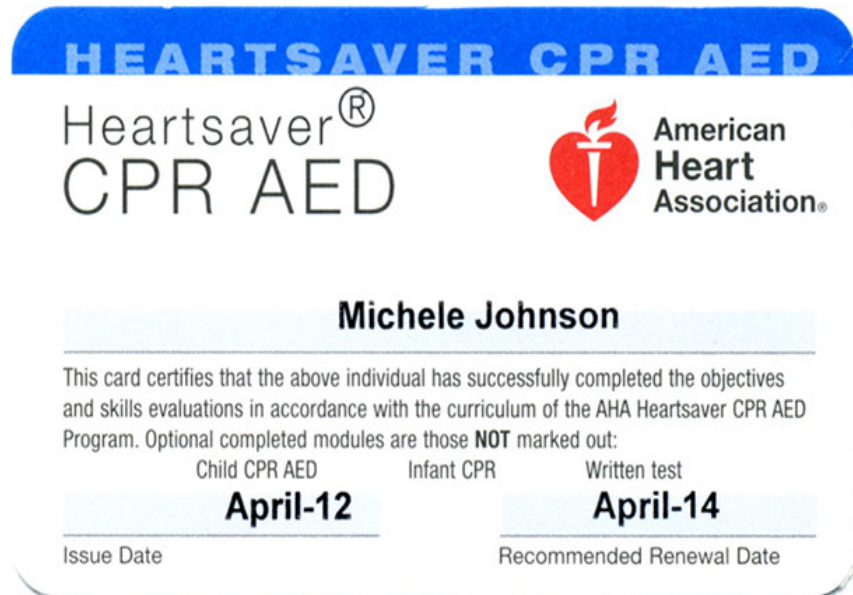 HEARTSAVER CPR AED
Heartsaver®
CPR AED
American
Heart
Association®
Michele Johnson
This card certifies that the above individual has successfully completed the objectives
and skills evaluations in accordance with the curriculum of the AHA Heartsaver CPR AED
Program. Optional completed modules are those NOT marked out:
Child CPR AED Infant CPR Written test
April-12 April-14
Issue Date Recommended Renewal Date